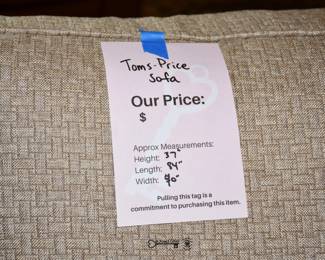 Toms-Price
Sofa
Our Price:
$
Approx Measurements:
Height: 37"
Length: 84"
Width: 40"
Pulling this tag is a
commitment to purchasing this item.